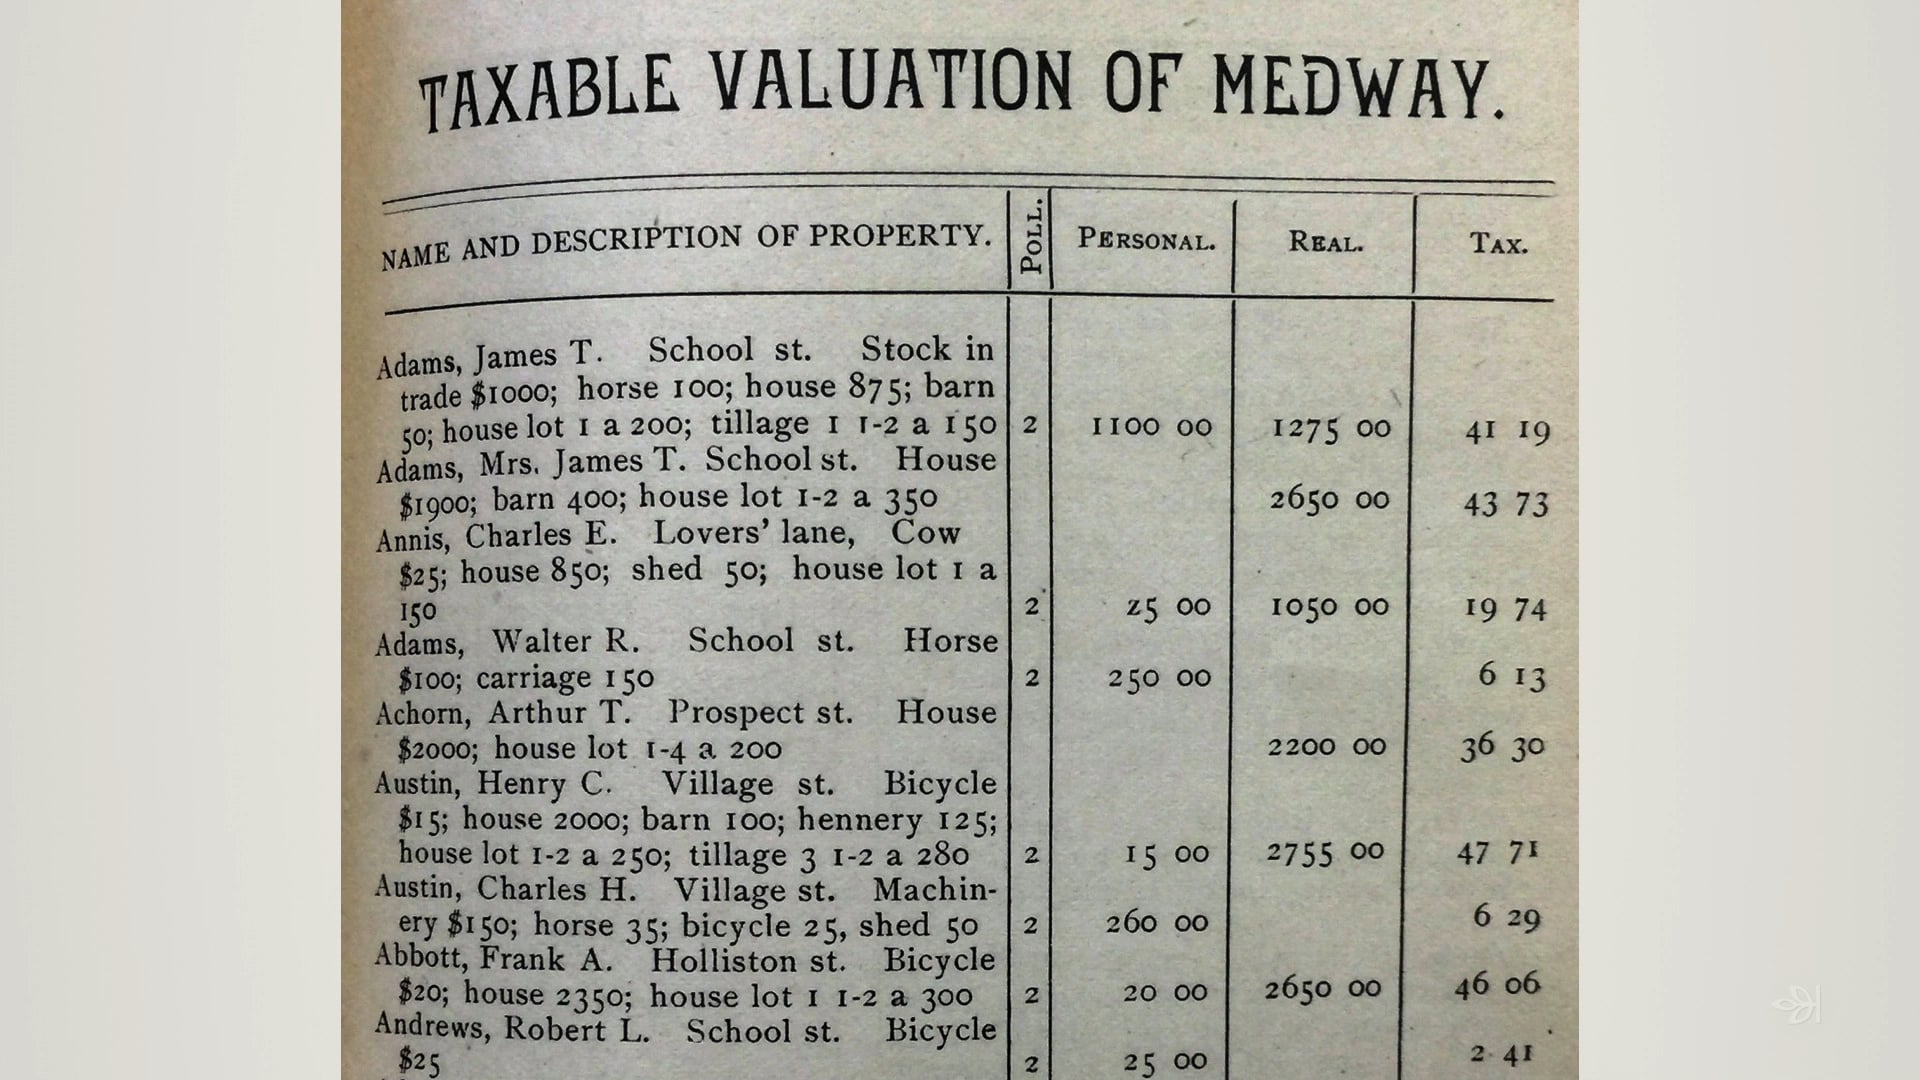 TAXABLE VALUATION OF MEDWAY.
NAME AND DESCRIPTION OF PROPERTY. POLL. PERSONAL. REAL. TAX.
Adams, James T. School st. Stock in
trade $1000; horse 100; house 875; barn
50; house lot 1 a 200; tillage 1 1-2 a 150 2 1100 00 1275 00 41 19
Adams, Mrs. James T. School st. House
$1900; barn 400; house lot 1-2 a 350 2650 00 43 73
Annis, Charles E. Lovers' lane, Cow
$25; house 850; shed 50; house lot 1 a
150 2 25 00 1050 00 19 74
Adams, Walter R. School st. Horse
$100; carriage 150 2 250 00 6 13
Achorn, Arthur T. Prospect st. House
$2000; house lot 1-4 a 200 2200 00 36 30
Austin, Henry C. Village st. Bicycle
$15; house 2000; barn 100; hennery 125;
house lot 1-2 a 250; tillage 3 1-2 a 280 2 15 00 2755 00 47 71
Austin, Charles H. Village st. Machin-
ery $150; horse 35; bicycle 25, shed 50 2 260 00 6 29
Abbott, Frank A. Holliston st. Bicycle
$20; house 2350; house lot 1 1-2 a 300 2 20 00 2650 00 46 06
Andrews, Robert L. School st. Bicycle
$25 2 25 00 2 41